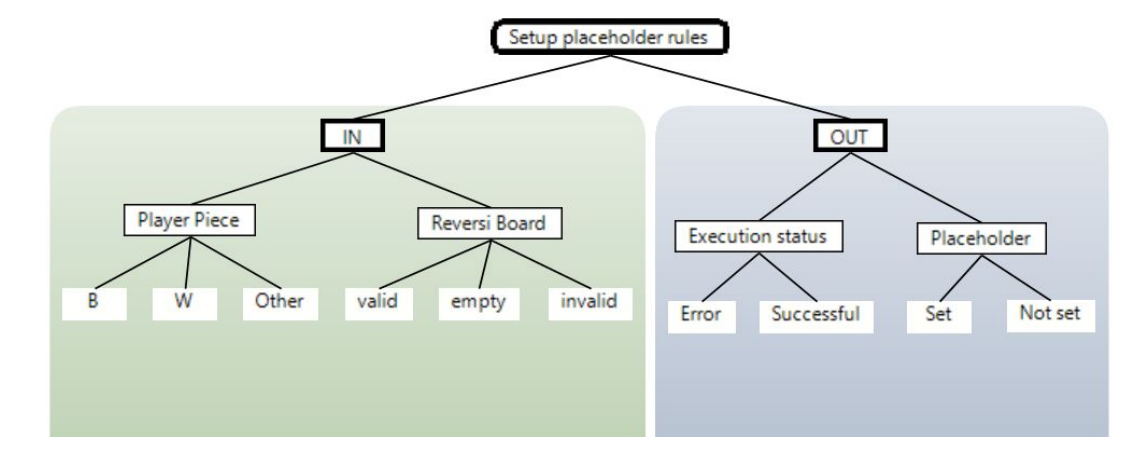 Setup placeholder rules
IN
OUT
Player Piece
Reversi Board
Execution status
Placeholder
B
W
Other
valid
empty
invalid
Error
Successful
Set
Not set